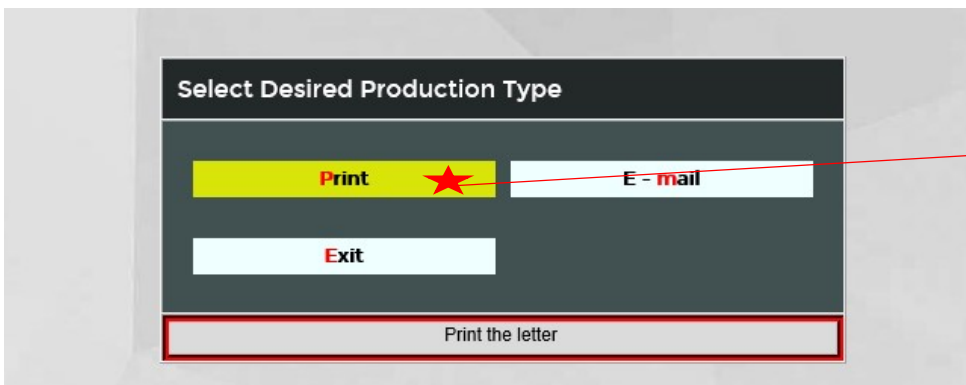 Select Desired Production Type
Print
E - mail
Exit
Print the letter